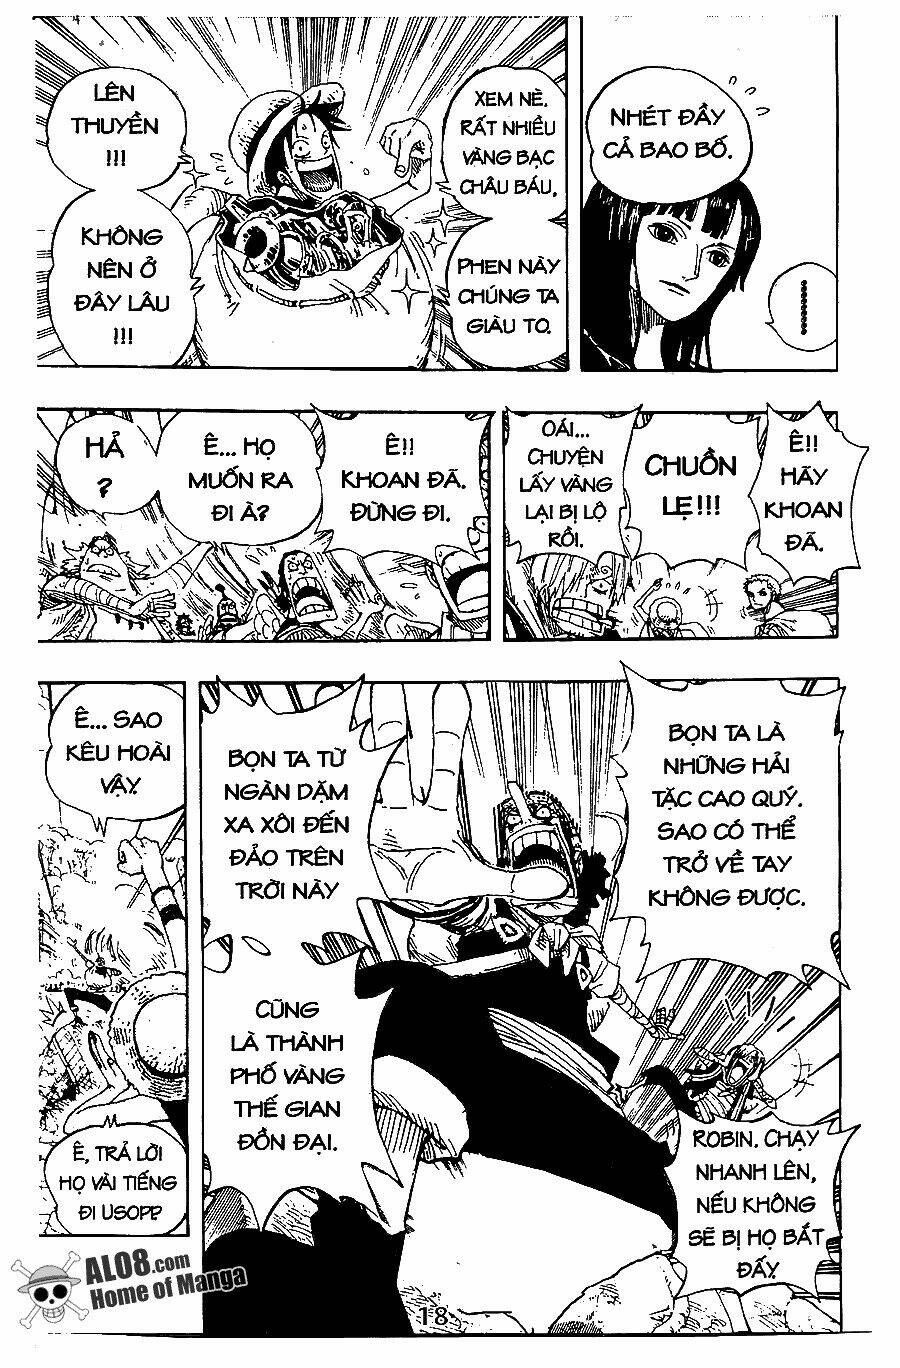 NHÉT ĐẦY
CẢ BAO BỐ.
XEM NÈ.
RẤT NHIỀU
VÀNG BẠC
CHÂU BÁU.
PHEN NÀY
CHÚNG TA
GIÀU TO.
LÊN
THUYỀN
!!!
KHÔNG
NÊN Ở
ĐÂY LÂU
!!!
Ê!!
HÃY
KHOAN
ĐÃ.
CHUỒN
LẸ!!!
OÁI...
CHUYỆN
LẤY VÀNG
LẠI BỊ LỘ
RỒI.
Ê!!
KHOAN ĐÃ.
ĐỪNG ĐI.
Ê... HỌ
MUỐN RA
ĐI À?
HẢ
?
BỌN TA LÀ
NHỮNG HẢI
TẶC CAO QUÝ.
SAO CÓ THỂ
TRỞ VỀ TAY
KHÔNG ĐƯỢC.
BỌN TA TỪ
NGÀN DẶM
XA XÔI ĐẾN
ĐẢO TRÊN
TRỜI NÀY
CŨNG
LÀ THÀNH
PHỐ VÀNG
THẾ GIAN
ĐỒN ĐẠI.
ROBIN. CHẠY
NHANH LÊN,
NẾU KHÔNG
SẼ BỊ HỌ BẮT
ĐẤY.
Ê... SAO
KÊU HOÀI
VẬY.
Ê, TRẢ LỜI
HỌ VÀI TIẾNG
ĐI USOPP.
AL08.com
Home of Manga
18